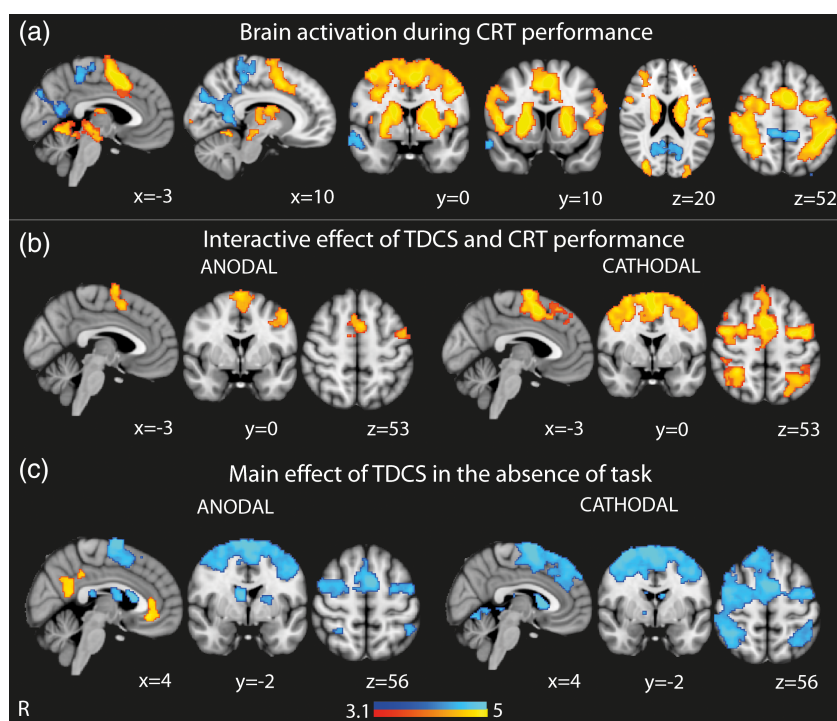 (a) Brain activation during CRT performance
x=-3 x=10 y=0 y=10 z=20 z=52
(b) Interactive effect of TDCS and CRT performance
ANODAL CATHODAL
x=-3 y=0 z=53 x=-3 y=0 z=53
(c) Main effect of TDCS in the absence of task
ANODAL CATHODAL
x=4 y=-2 z=56 x=4 y=-2 z=56
R 3.1 5